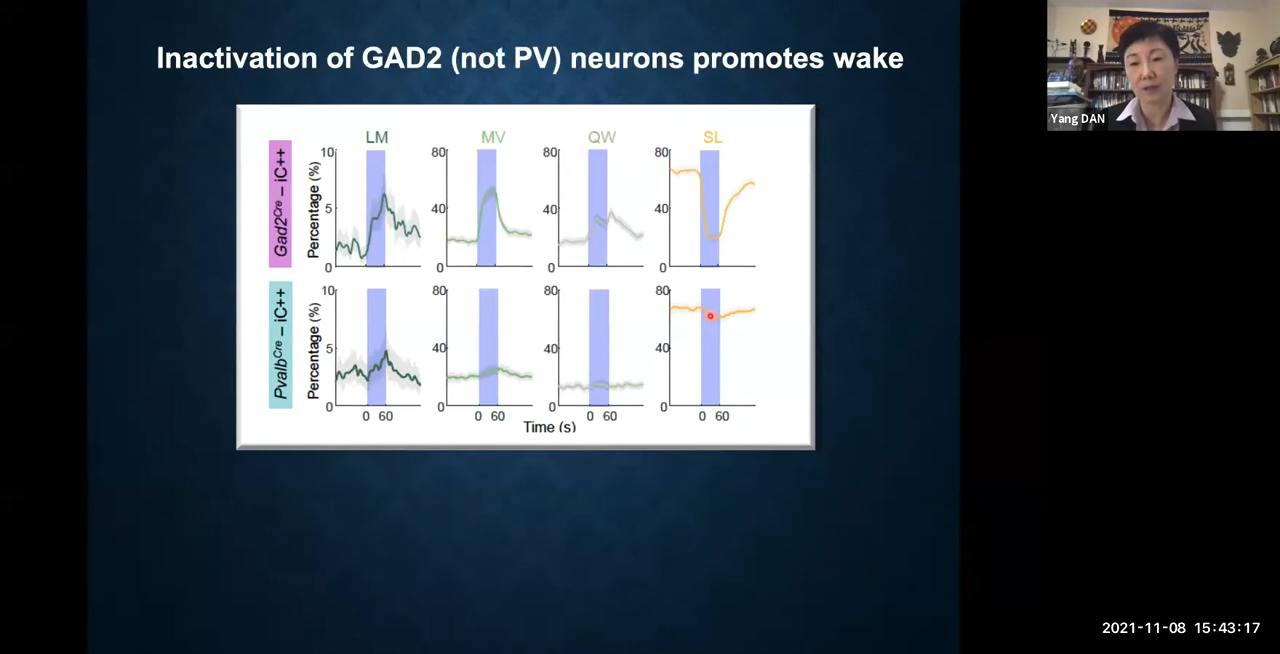 Inactivation of GAD2 (not PV) neurons promotes wake
Yang DAN
LM MV QW SL
Gad2Cre – iC++
Percentage (%)
10 80 80 80
5 40 40 40
0 0 0 0
Pvalb Cre – iC++
Percentage (%)
10 80 80 80
5 40 40 40
0 0 0 0
0 60 0 60 0 60 0 60
Time (s)
2021-11-08 15:43:17